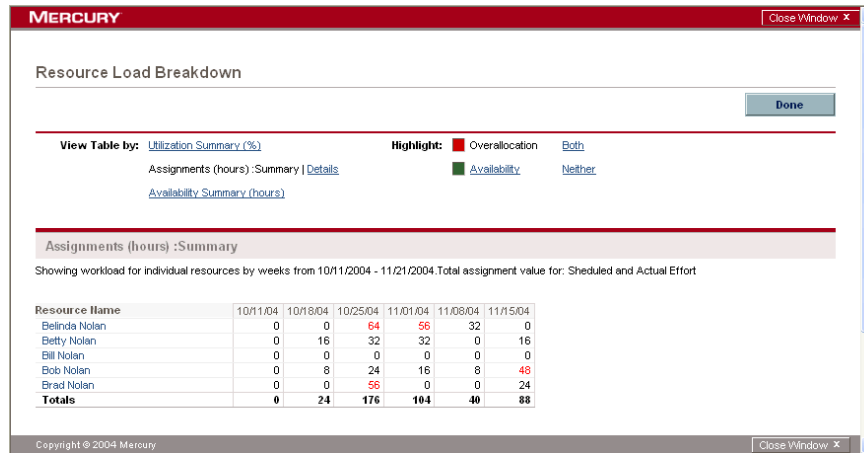 MERCURY Close Window x
Resource Load Breakdown
Done
View Table by: Utilization Summary (%) Highlight: Overallocation Both
Assignments (hours) :Summary | Details Availability Neither
Availability Summary (hours)
Assignments (hours) :Summary
Showing workload for individual resources by weeks from 10/11/2004 - 11/21/2004.Total assignment value for: Sheduled and Actual Effort
Resource Name 10/11/04 10/18/04 10/25/04 11/01/04 11/08/04 11/15/04
Belinda Nolan 0 0 64 56 32 0
Betty Nolan 0 16 32 32 0 16
Bill Nolan 0 0 0 0 0 0
Bob Nolan 0 8 24 16 8 48
Brad Nolan 0 0 56 0 0 24
Totals 0 24 176 104 40 88
Copyright © 2004 Mercury Close Window x